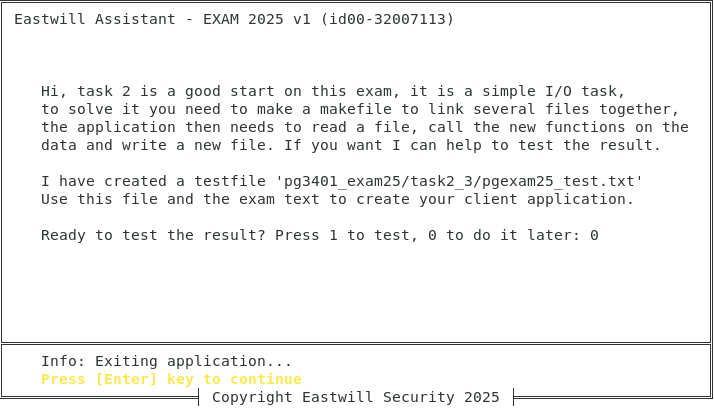 Eastwill Assistant - EXAM 2025 v1 (id00-32007113)
Hi, task 2 is a good start on this exam, it is a simple I/O task,
to solve it you need to make a makefile to link several files together,
the application then needs to read a file, call the new functions on the
data and write a new file. If you want I can help to test the result.
I have created a testfile 'pg3401_exam25/task2_3/pgexam25_test.txt'
Use this file and the exam text to create your client application.
Ready to test the result? Press 1 to test, 0 to do it later: 0
Info: Exiting application...
Press [Enter] key to continue
Copyright Eastwill Security 2025